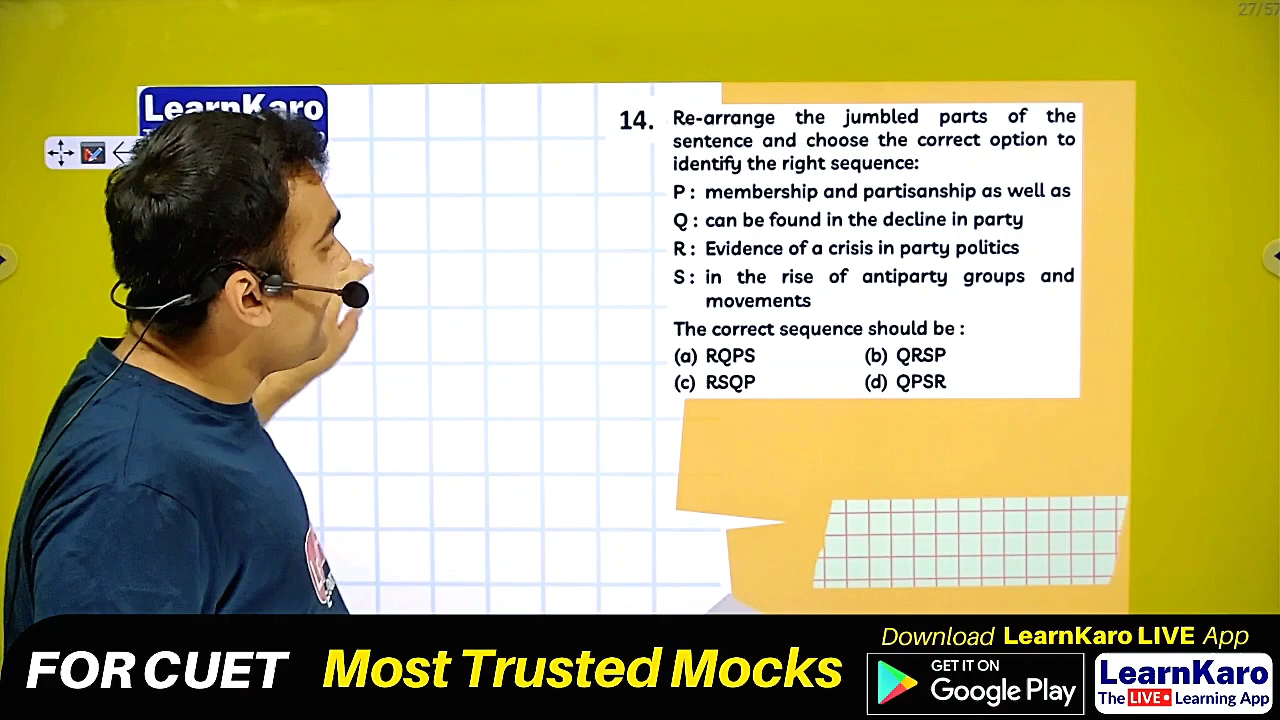 27/57
LearnKaro
14. Re-arrange the jumbled parts of the
sentence and choose the correct option to
identify the right sequence:
P : membership and partisanship as well as
Q : can be found in the decline in party
R : Evidence of a crisis in party politics
S : in the rise of antiparty groups and
movements
The correct sequence should be :
(a) RQPS (b) QRSP
(c) RSQP (d) QPSR
FOR CUET Most Trusted Mocks
Download LearnKaro LIVE App
GET IT ON
Google Play
LearnKaro
The LIVE Learning App